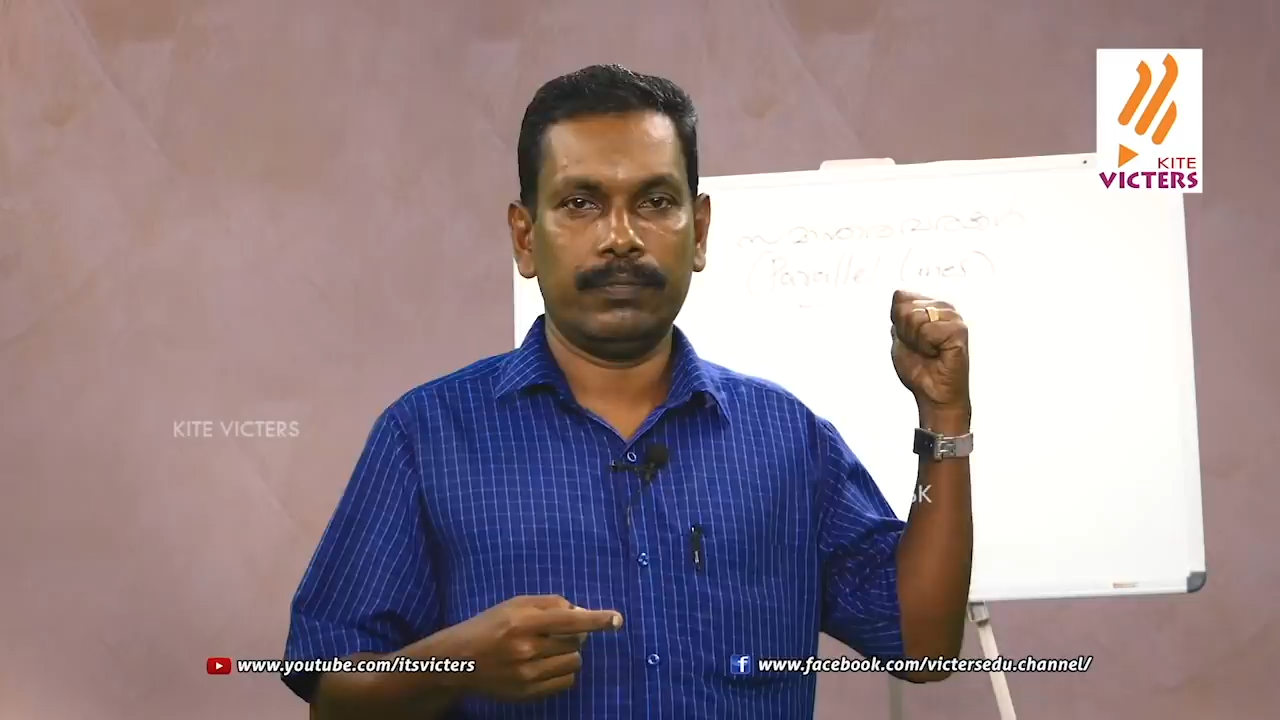 KITE
VICTERS
സമാന്തരവരകൾ
(Parallel Lines)
KITE VICTERS
www.youtube.com/itsvicters
www.facebook.com/victersedu.channel/